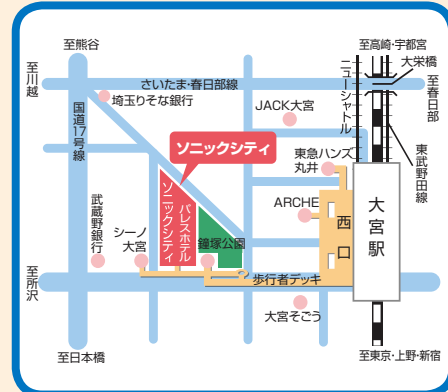 至熊谷
至高崎・宇都宮
大栄橋
至川越
さいたま・春日部線
至春日部
埼玉りそな銀行
ニューシャトル
国道17号線
JACK大宮
東武野田線
ソニックシティ
東急ハンズ
丸井
武蔵野銀行
シーノ
大宮
ソニックシティ
パレスホテル
鐘塚公園
ARCHE
西口
大宮駅
至所沢
歩行者デッキ
大宮そごう
至日本橋
至東京・上野・新宿